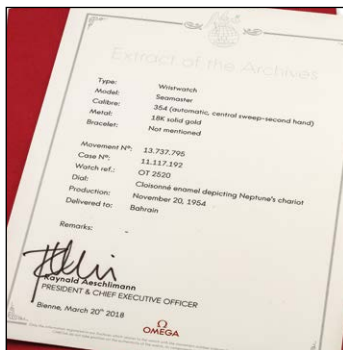 Extract of the Archives
Type: Wristwatch
Model: Seamaster
Calibre: 354 (automatic, central sweep-second hand)
Metal: 18K solid gold
Bracelet: Not mentioned
Movement Nº: 13.737.795
Case Nº: 11.117.192
Watch ref.: OT 2520
Dial: Cloisonné enamel depicting Neptune's chariot
Production: November 20, 1954
Delivered to: Bahrain
Remarks: -
Raynald Aeschlimann
PRESIDENT & CHIEF EXECUTIVE OFFICER
Bienne, March 20th 2018
Ω
OMEGA